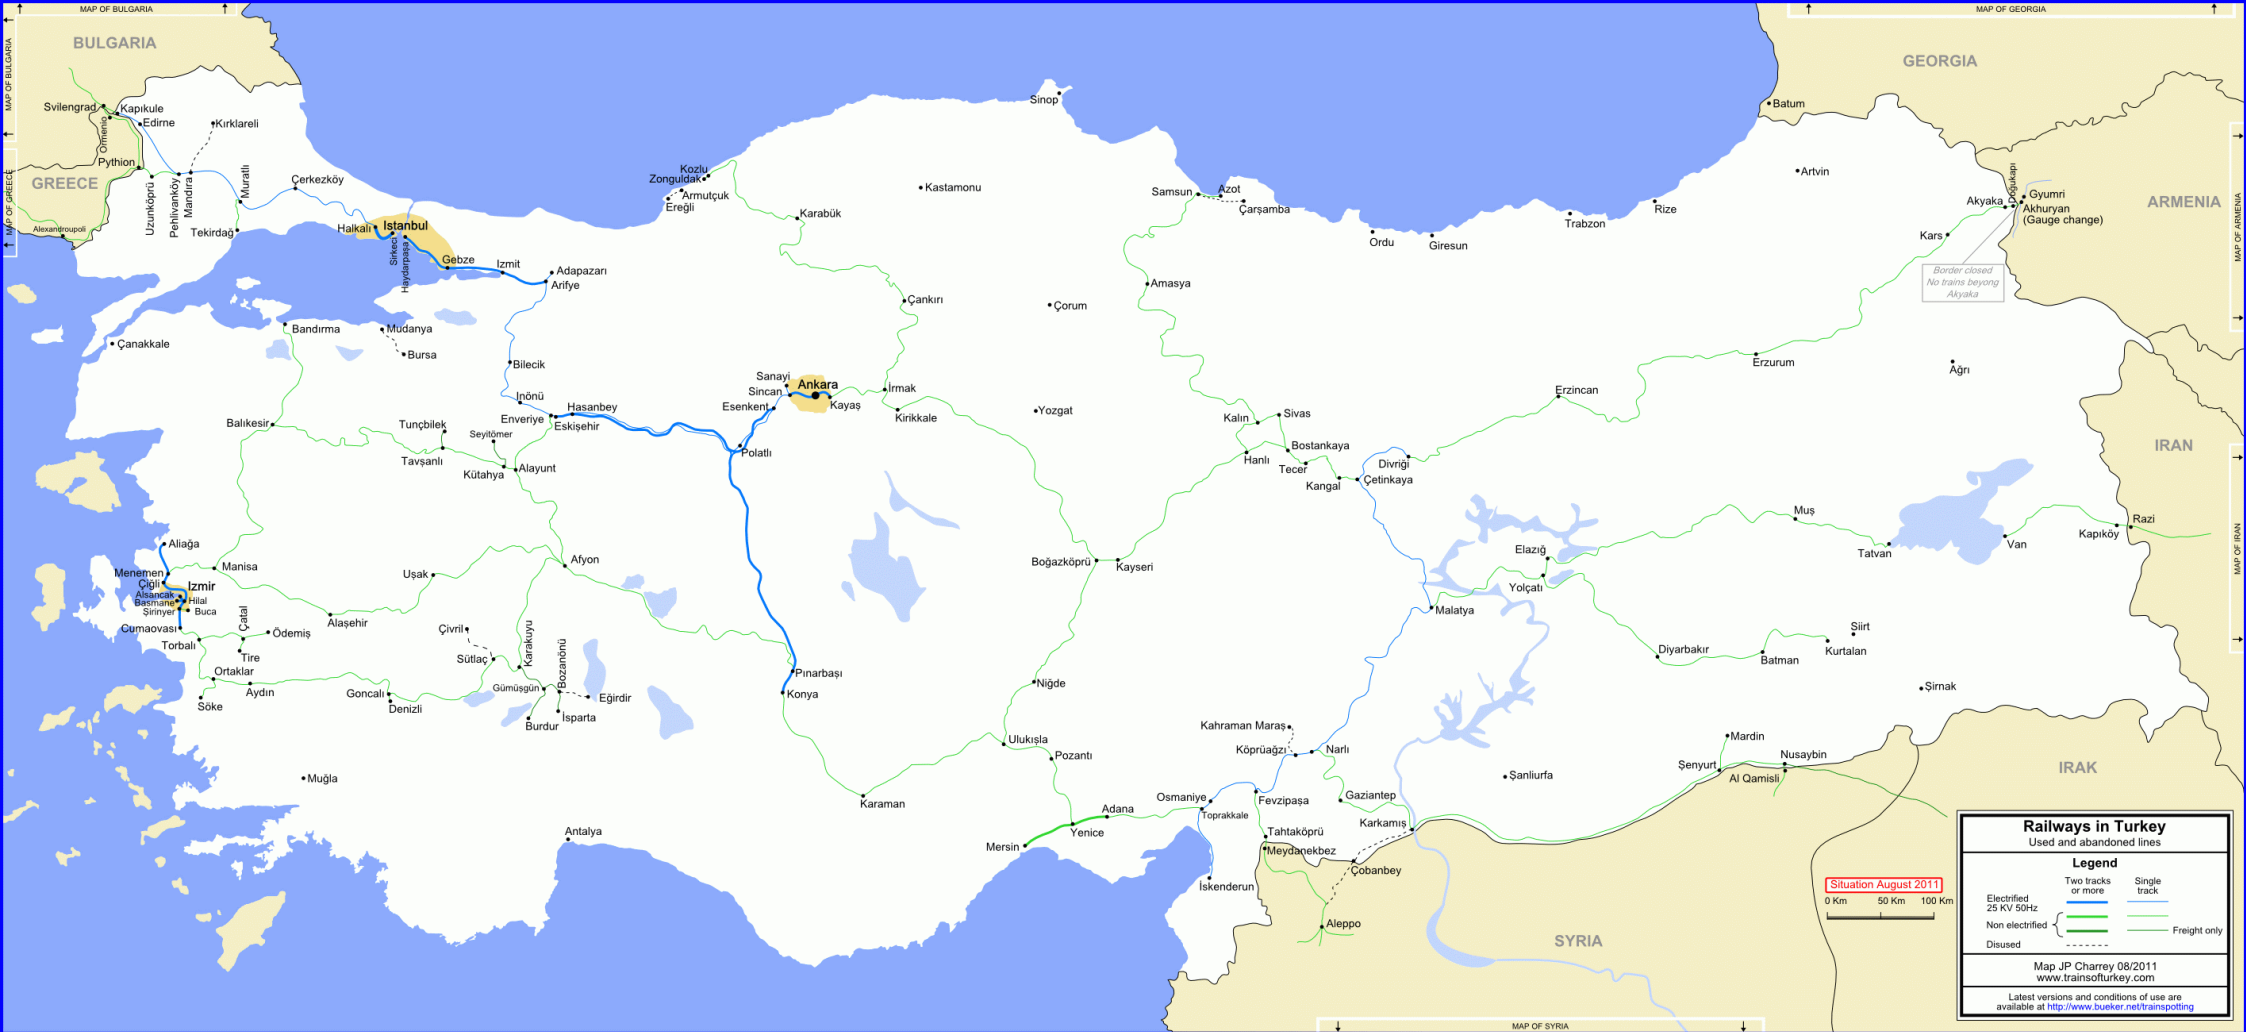 MAP OF BULGARIA
MAP OF GEORGIA
MAP OF BULGARIA
MAP OF GREECE
MAP OF ARMENIA
MAP OF IRAN
MAP OF SYRIA
BULGARIA
GREECE
GEORGIA
ARMENIA
IRAN
IRAK
SYRIA
Svilengrad
Kapıkule
Edirne
Ormenio
Kırklareli
Pythion
Uzunköprü
Pehlivanköy
Mandıra
Muratlı
Çerkezköy
Tekirdağ
Alexandroupoli
Halkalı
Istanbul
Sirkeci
Haydarpaşa
Gebze
Izmit
Adapazarı
Arifye
Bandırma
Mudanya
Bursa
Çanakkale
Bilecik
Inönü
Enveriye
Hasanbey
Eskişehir
Balıkesir
Tunçbilek
Tavşanlı
Seyitömer
Kütahya
Alayunt
Kozlu
Zonguldak
Armutçuk
Ereğli
Karabük
Kastamonu
Sinop
Çankırı
Çorum
Sanayi
Sincan
Esenkent
Ankara
Kayaş
İrmak
Kirikkale
Yozgat
Polatlı
Samsun
Azot
Çarşamba
Amasya
Ordu
Giresun
Trabzon
Rize
Batum
Artvin
Akyaka
Doğukapı
Gyumri
Akhuryan
(Gauge change)
Kars
Border closed
No trains beyong
Akyaka
Erzurum
Ağrı
Erzincan
Kalın
Sivas
Bostankaya
Hanlı
Tecer
Kangal
Divriği
Çetinkaya
Aliağa
Menemen
Çiğli
Izmir
Alsancak
Basmane
Hilal
Şirinyer
Buca
Cumaovası
Manisa
Uşak
Afyon
Alaşehir
Torbalı
Çatal
Ödemiş
Tire
Ortaklar
Aydın
Söke
Goncalı
Denizli
Çivril
Sütlaç
Karakuyu
Gümüşgün
Bozanönü
Eğirdir
Burdur
İsparta
Muğla
Antalya
Pınarbaşı
Konya
Karaman
Boğazköprü
Kayseri
Niğde
Ulukışla
Pozantı
Adana
Yenice
Mersin
Osmaniye
Toprakkale
İskenderun
Fevzipaşa
Kahraman Maraş
Köprüağzı
Narlı
Gaziantep
Karkamış
Tahtaköprü
Meydanekbez
Çobanbey
Aleppo
Malatya
Elazığ
Yolçatı
Muş
Tatvan
Van
Kapıköy
Razi
Diyarbakır
Batman
Siirt
Kurtalan
Şirnak
Şanliurfa
Mardin
Şenyurt
Nusaybin
Al Qamisli
Situation August 2011
0 Km 50 Km 100 Km
Railways in Turkey
Used and abandoned lines
Legend
Two tracks or more
Single track
Electrified
25 KV 50Hz
Non electrified
Freight only
Disused
Map JP Charrey 08/2011
www.trainsofturkey.com
Latest versions and conditions of use are
available at http://www.bueker.net/trainspotting